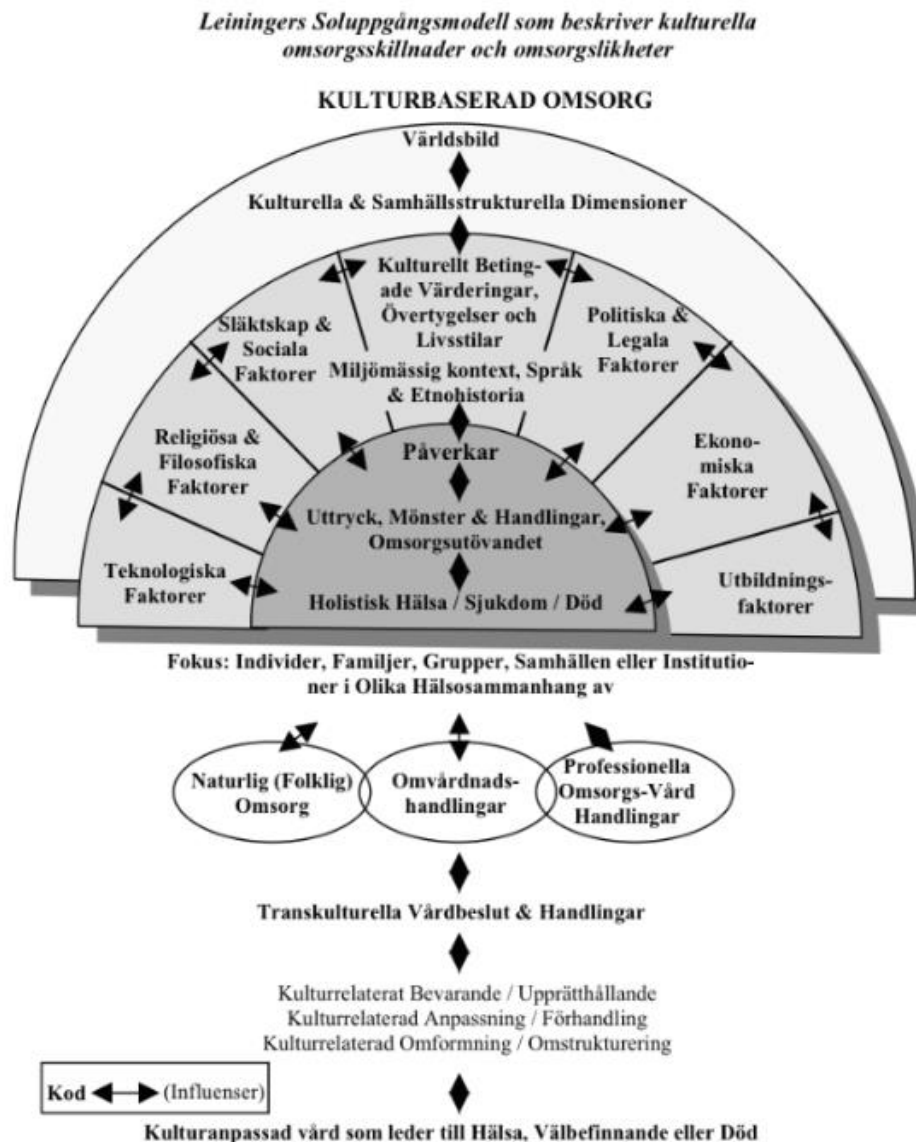 Leiningers Soluppgångsmodell som beskriver kulturella
omsorgsskillnader och omsorgslikheter
KULTURBASERAD OMSORG
Världsbild
Kulturella & Samhällsstrukturella Dimensioner
Kulturellt Beting-
ade Värderingar,
Övertygelser och
Livsstilar
Släktskap &
Sociala
Faktorer
Politiska &
Legala
Faktorer
Miljömässig kontext, Språk
& Etnohistoria
Religiösa &
Filosofiska
Faktorer
Ekono-
miska
Faktorer
Påverkar
Uttryck, Mönster & Handlingar,
Omsorgsutövandet
Teknologiska
Faktorer
Utbildnings-
faktorer
Holistisk Hälsa / Sjukdom / Död
Fokus: Individer, Familjer, Grupper, Samhällen eller Institutio-
ner i Olika Hälsosammanhang av
Naturlig (Folklig)
Omsorg
Omvårdnads-
handlingar
Professionella
Omsorgs-Vård
Handlingar
Transkulturella Vårdbeslut & Handlingar
Kulturrelaterat Bevarande / Upprätthållande
Kulturrelaterad Anpassning / Förhandling
Kulturrelaterad Omformning / Omstrukturering
Kod (Influenser)
Kulturanpassad vård som leder till Hälsa, Välbefinnande eller Död